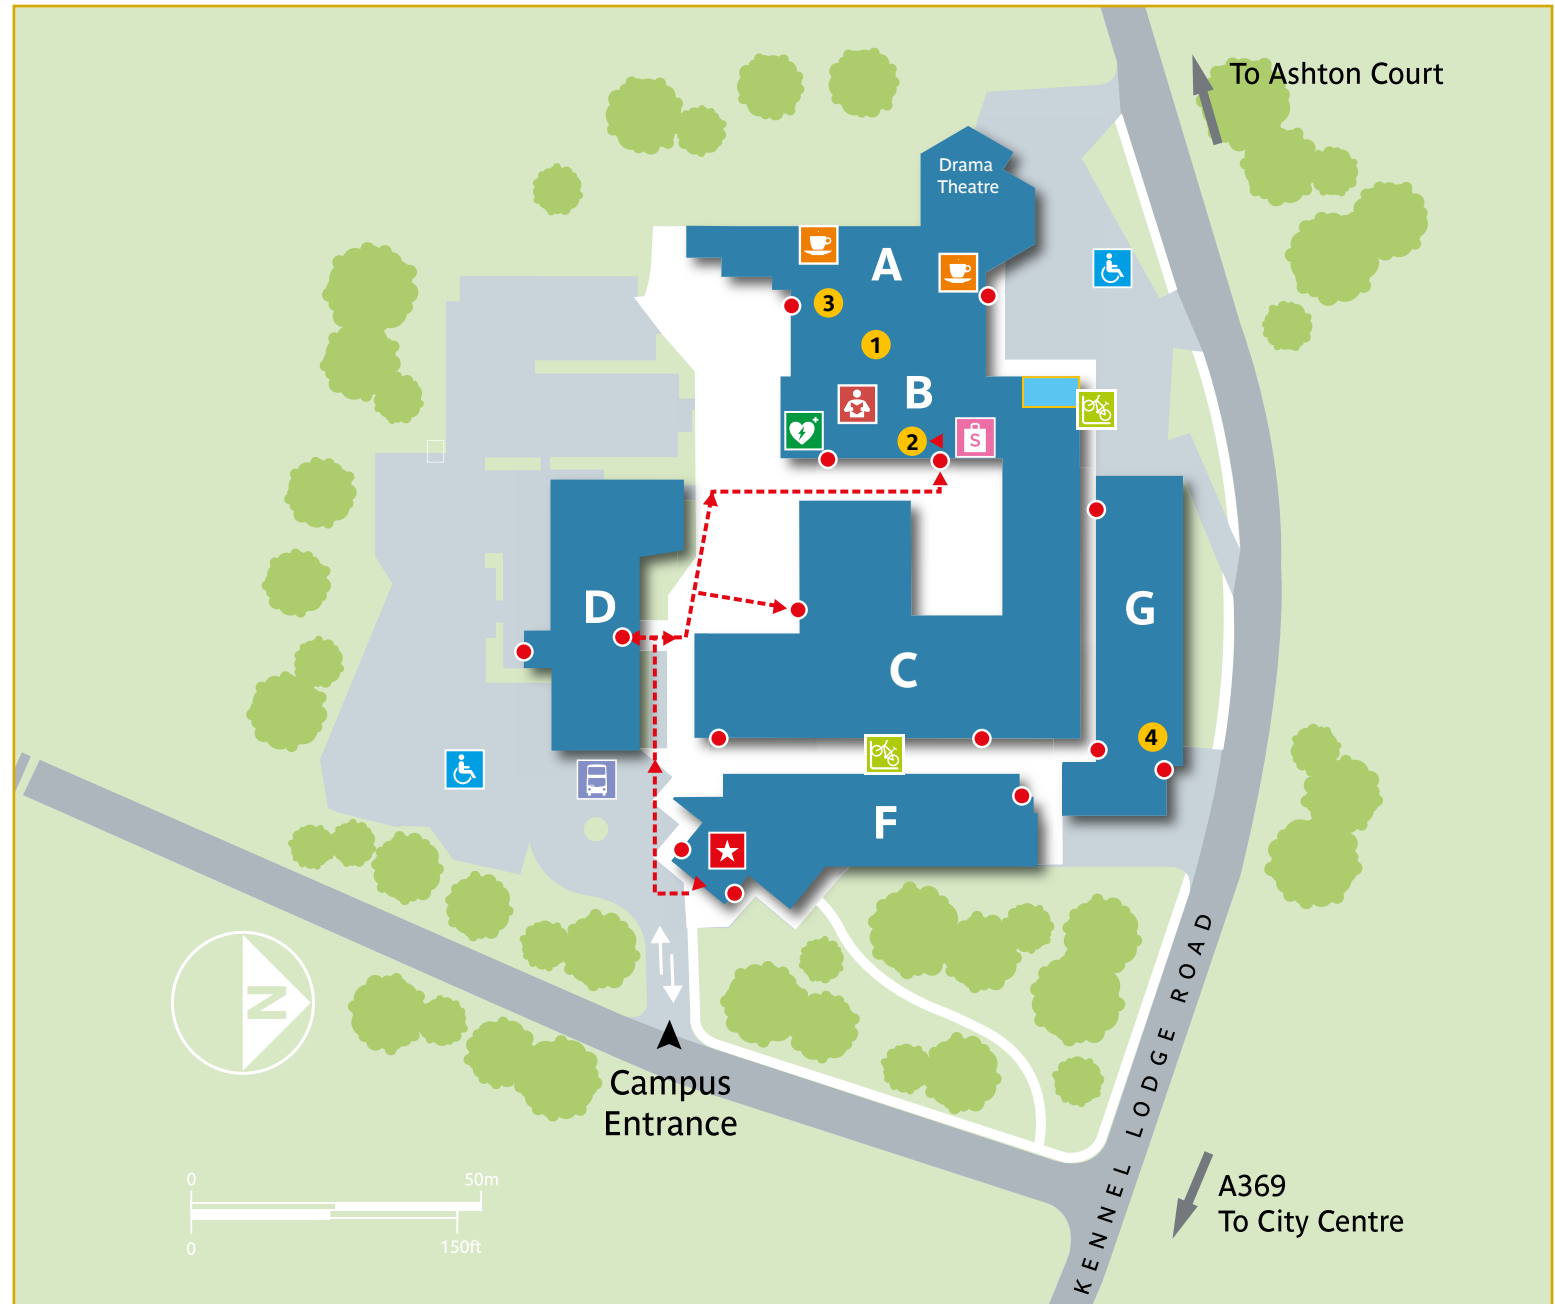 To Ashton Court
Drama
Theatre
A
3
1
B
2
S
D
G
C
4
F
N
Campus
Entrance
KENNEL LODGE ROAD
0
50m
0
150ft
A369
To City Centre